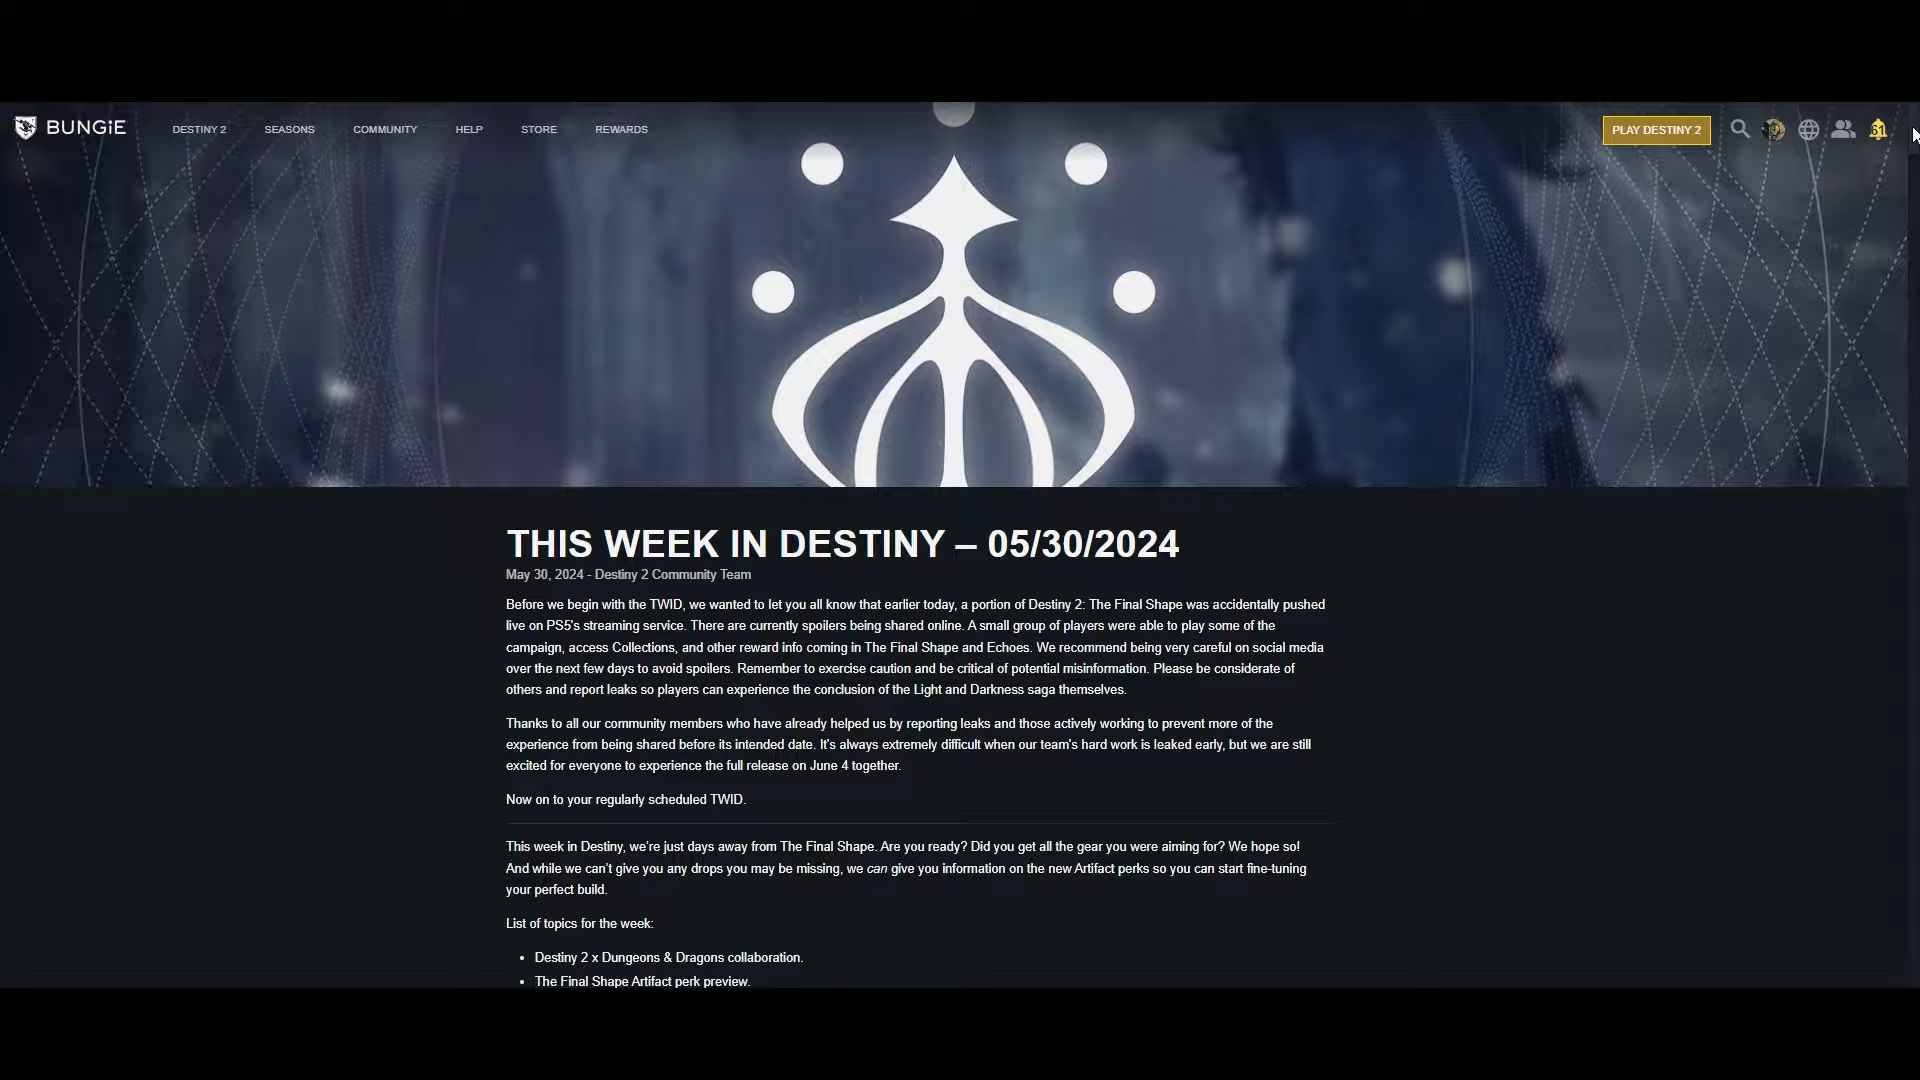 BUNGiE DESTINY 2 SEASONS COMMUNITY HELP STORE REWARDS PLAY DESTINY 2 61
THIS WEEK IN DESTINY – 05/30/2024
May 30, 2024 - Destiny 2 Community Team
Before we begin with the TWID, we wanted to let you all know that earlier today, a portion of Destiny 2: The Final Shape was accidentally pushed
live on PS5's streaming service. There are currently spoilers being shared online. A small group of players were able to play some of the
campaign, access Collections, and other reward info coming in The Final Shape and Echoes. We recommend being very careful on social media
over the next few days to avoid spoilers. Remember to exercise caution and be critical of potential misinformation. Please be considerate of
others and report leaks so players can experience the conclusion of the Light and Darkness saga themselves.
Thanks to all our community members who have already helped us by reporting leaks and those actively working to prevent more of the
experience from being shared before its intended date. It's always extremely difficult when our team's hard work is leaked early, but we are still
excited for everyone to experience the full release on June 4 together.
Now on to your regularly scheduled TWID.
This week in Destiny, we're just days away from The Final Shape. Are you ready? Did you get all the gear you were aiming for? We hope so!
And while we can't give you any drops you may be missing, we can give you information on the new Artifact perks so you can start fine-tuning
your perfect build.
List of topics for the week:
• Destiny 2 x Dungeons & Dragons collaboration.
• The Final Shape Artifact perk preview.